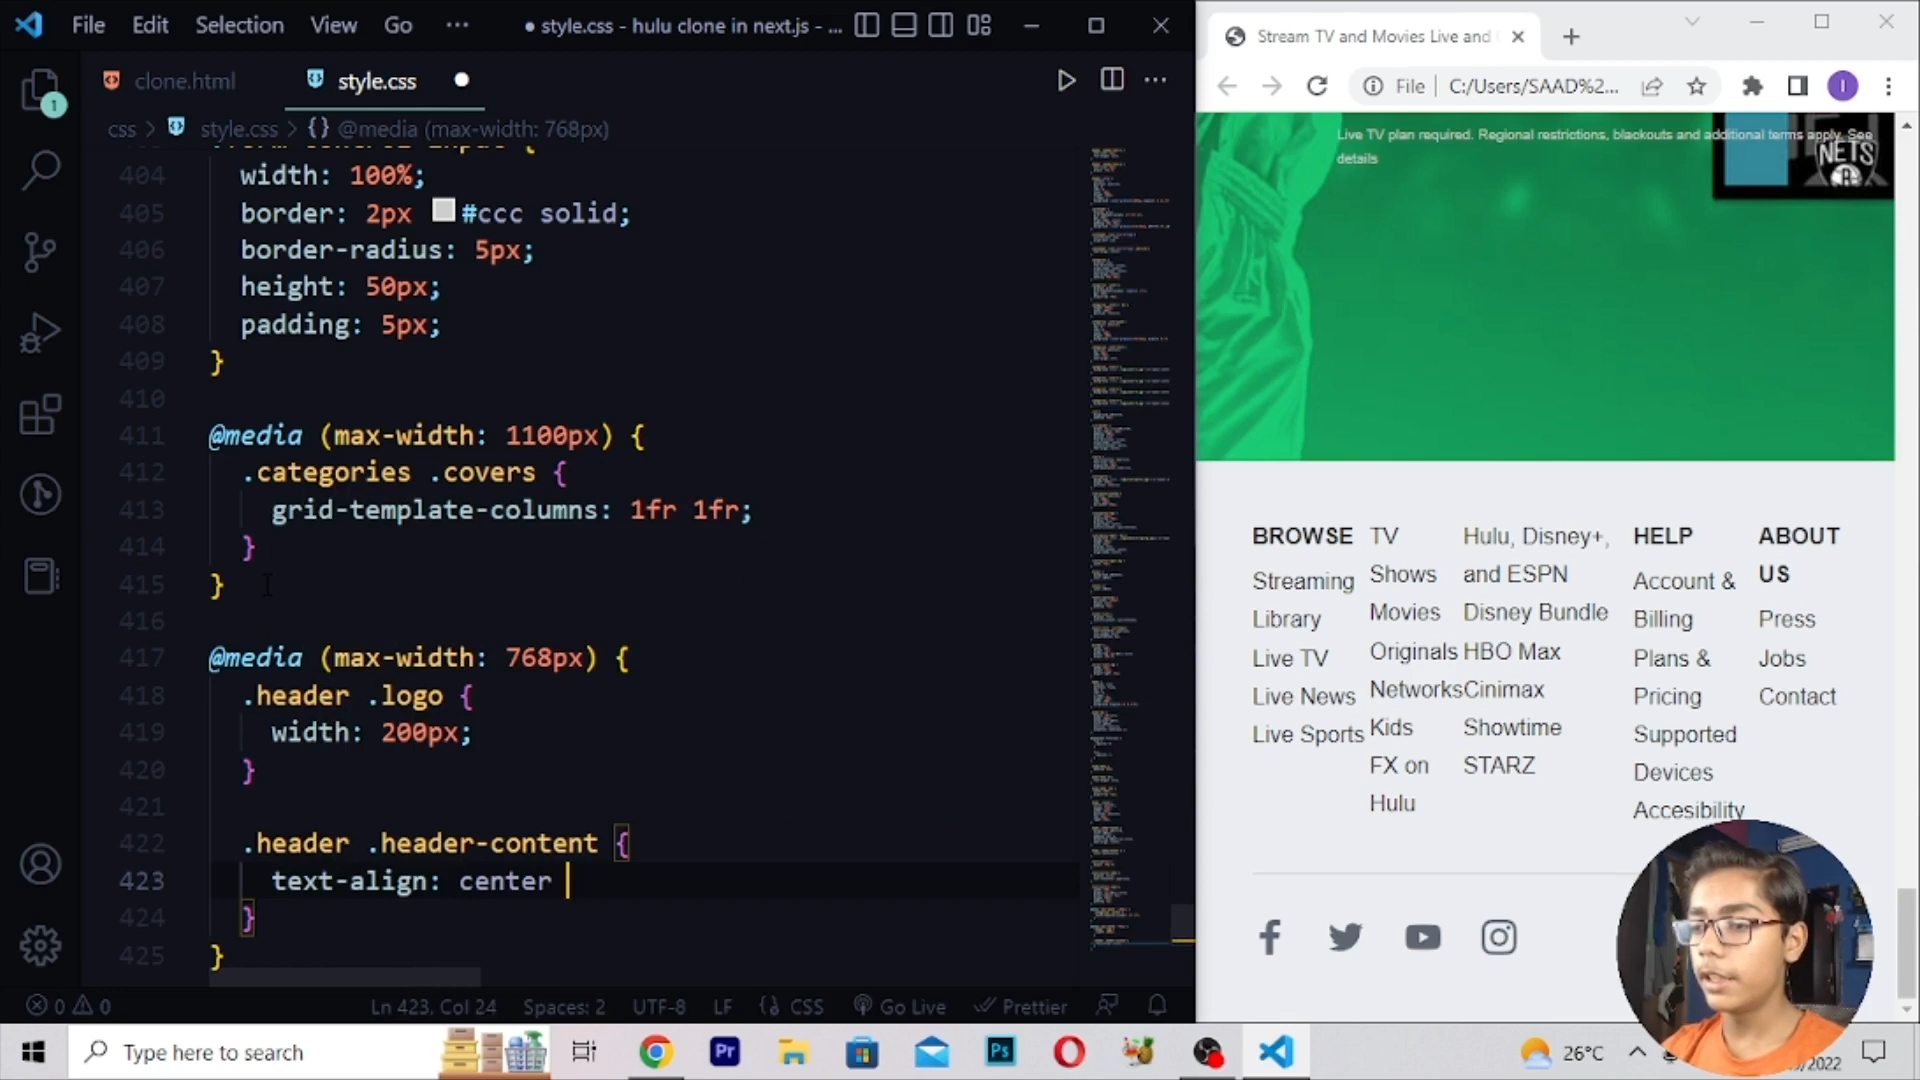 File Edit Selection View Go ··· ● style.css - hulu clone in next.js - ...
clone.html style.css ●
css > style.css > {} @media (max-width: 768px)
404 width: 100%;
405 border: 2px #ccc solid;
406 border-radius: 5px;
407 height: 50px;
408 padding: 5px;
409 }
410
411 @media (max-width: 1100px) {
412 .categories .covers {
413 grid-template-columns: 1fr 1fr;
414 }
415 }
416
417 @media (max-width: 768px) {
418 .header .logo {
419 width: 200px;
420 }
421
422 .header .header-content {
423 text-align: center
424 }
425 }
1
0 0 Ln 423, Col 24 Spaces: 2 UTF-8 LF {} CSS Go Live Prettier
Stream TV and Movies Live and
File C:/Users/SAAD%2...
I
Live TV plan required. Regional restrictions, blackouts and additional terms apply. See
details
NETS
BROWSE
Streaming
Library
Live TV
Live News
Live Sports
TV
Shows
Movies
Originals
Networks
Kids
FX on
Hulu
Hulu, Disney+,
and ESPN
Disney Bundle
HBO Max
Cinimax
Showtime
STARZ
HELP
Account &
Billing
Plans &
Pricing
Supported
Devices
Accesibility
ABOUT
US
Press
Jobs
Contact
Type here to search
Pr
Ps
26°C